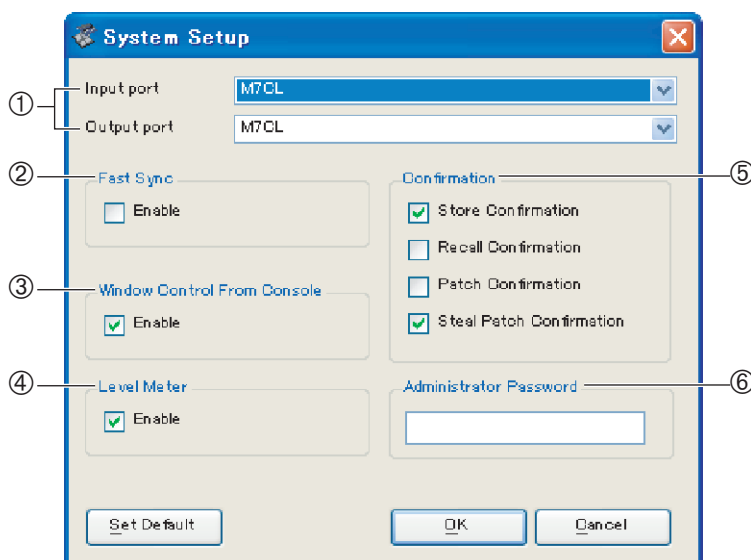 System Setup
① Input port M7CL
Output port M7CL
② Fast Sync
Enable
③ Window Control From Console
Enable
④ Level Meter
Enable
Confirmation ⑤
Store Confirmation
Recall Confirmation
Patch Confirmation
Steal Patch Confirmation
Administrator Password ⑥
Set Default
OK
Cancel